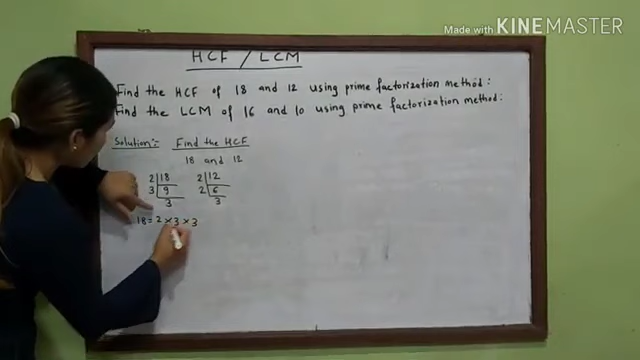 Made with KINEMASTER
HCF / LCM
Find the HCF of 18 and 12 using prime factorization method:
Find the LCM of 16 and 10 using prime factorization method:
Solution:- Find the HCF
18 and 12
2 18 2 12
3 9 2 6
3 3
18 = 2 × 3 × 3